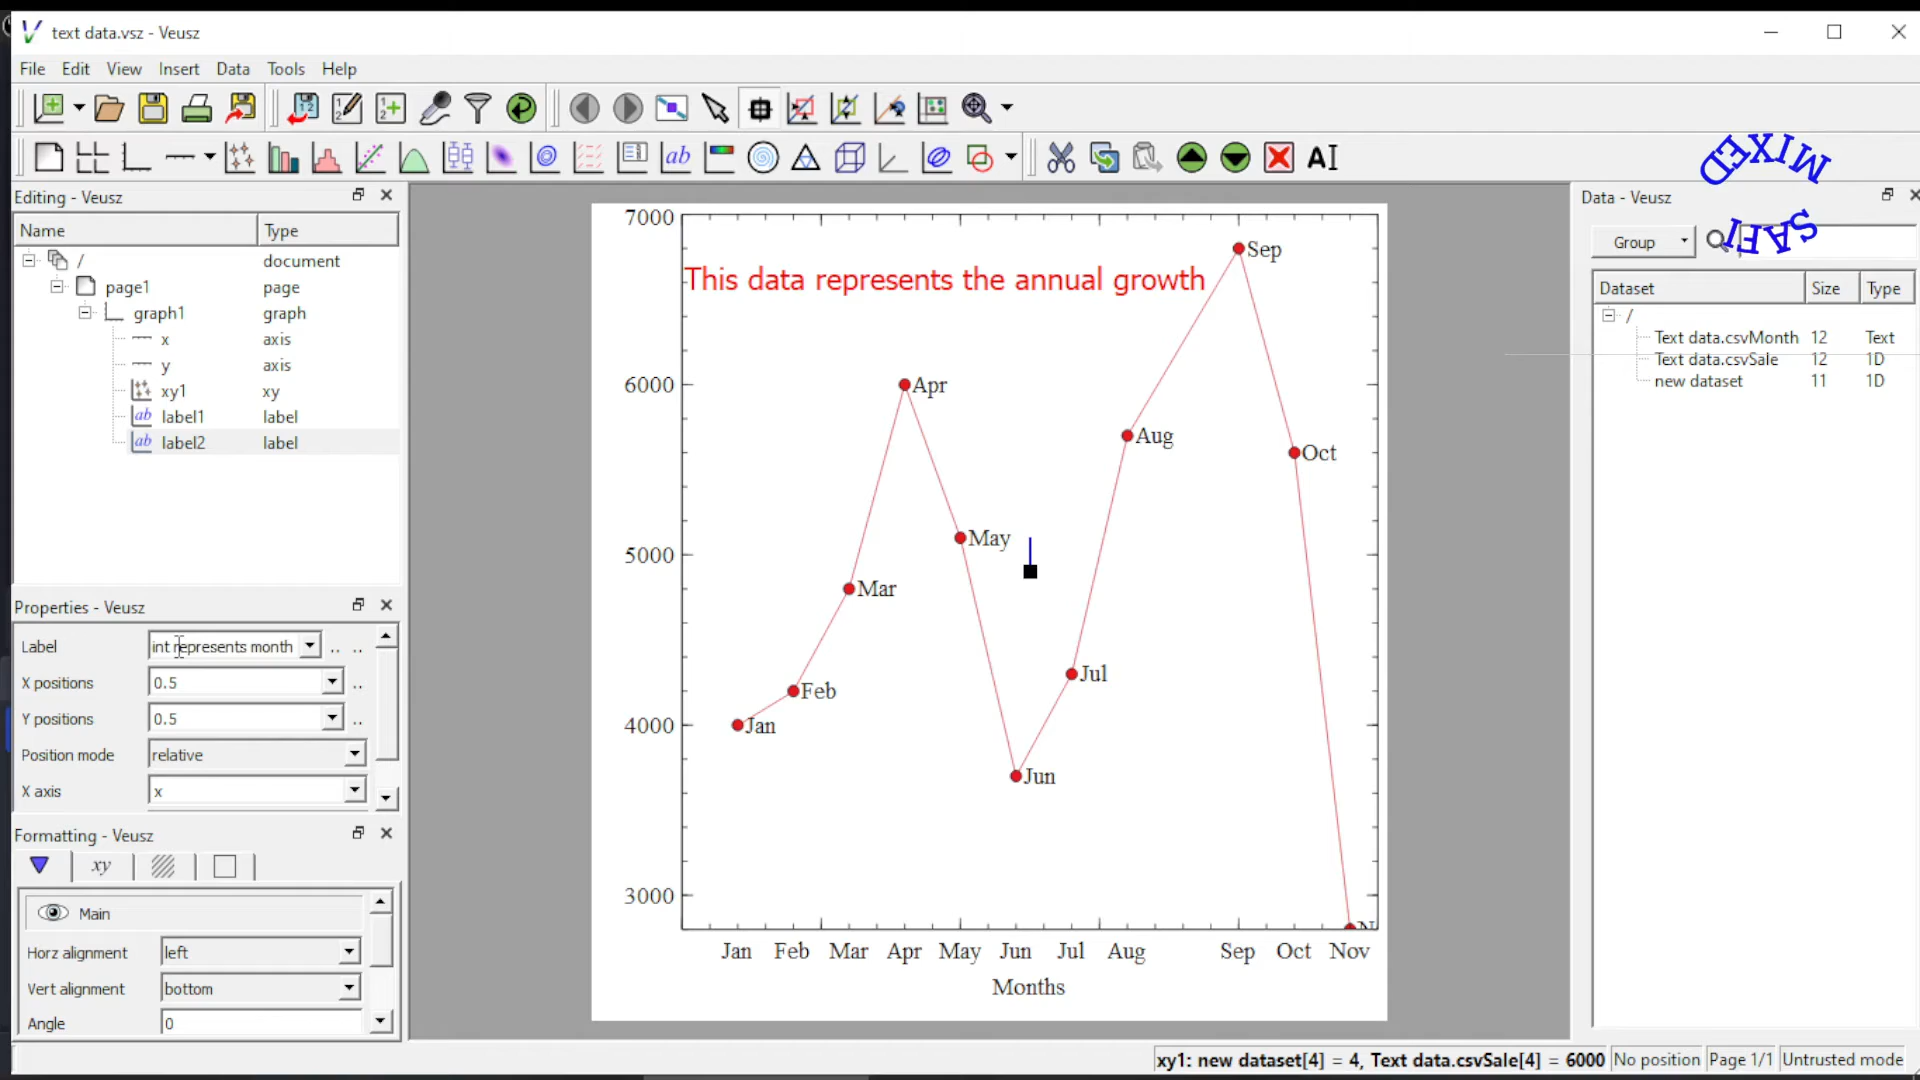 text data.vsz - Veusz
File Edit View Insert Data Tools Help
MIXED
SAFI
Editing - Veusz
Name Type
/ document
page1 page
graph1 graph
x axis
y axis
xy1 xy
label1 label
label2 label
Properties - Veusz
Label int represents month
X positions 0.5
Y positions 0.5
Position mode relative
X axis x
Formatting - Veusz
xy
Main
Horz alignment left
Vert alignment bottom
Angle 0
7000
6000
5000
4000
3000
This data represents the annual growth
Sep
Apr
Aug
Oct
May
Mar
Jul
Feb
Jan
Jun
N
Jan Feb Mar Apr May Jun Jul Aug Sep Oct Nov
Months
Data - Veusz
Group
Dataset Size Type
/
Text data.csvMonth 12 Text
Text data.csvSale 12 1D
new dataset 11 1D
xy1: new dataset[4] = 4, Text data.csvSale[4] = 6000 No position Page 1/1 Untrusted mode